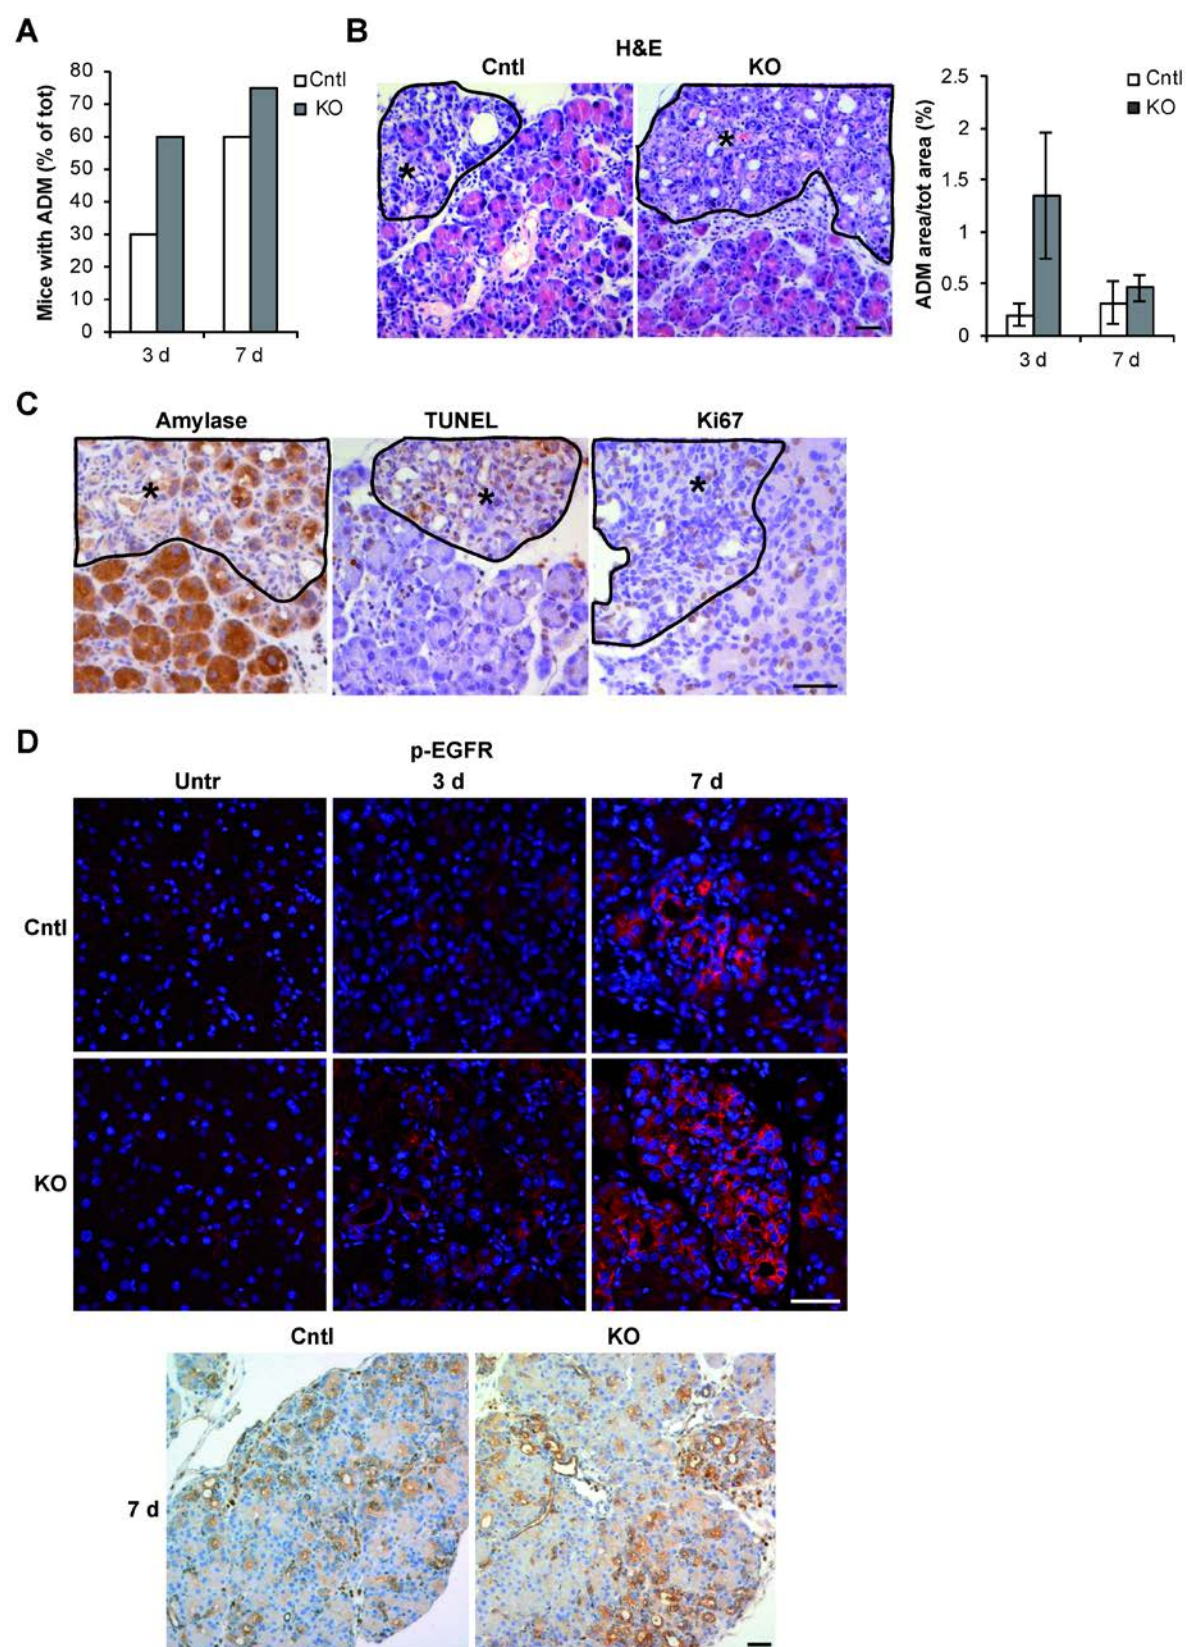 A
Mice with ADM (% of tot)
80
70
60
50
40
30
20
10
0
3 d
7 d
Cntl
KO
B
H&E
Cntl
KO
*
*
ADM area/tot area (%)
2.5
2
1.5
1
0.5
0
3 d
7 d
Cntl
KO
C
Amylase
TUNEL
Ki67
*
*
*
D
p-EGFR
Untr
3 d
7 d
Cntl
KO
Cntl
KO
7 d